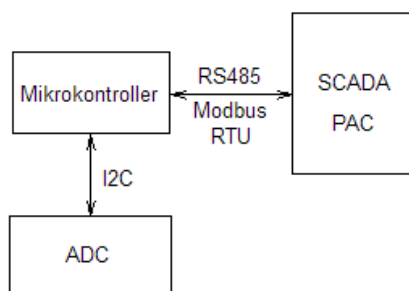 Mikrokontroller
RS485
Modbus
RTU
SCADA
PAC
I2C
ADC